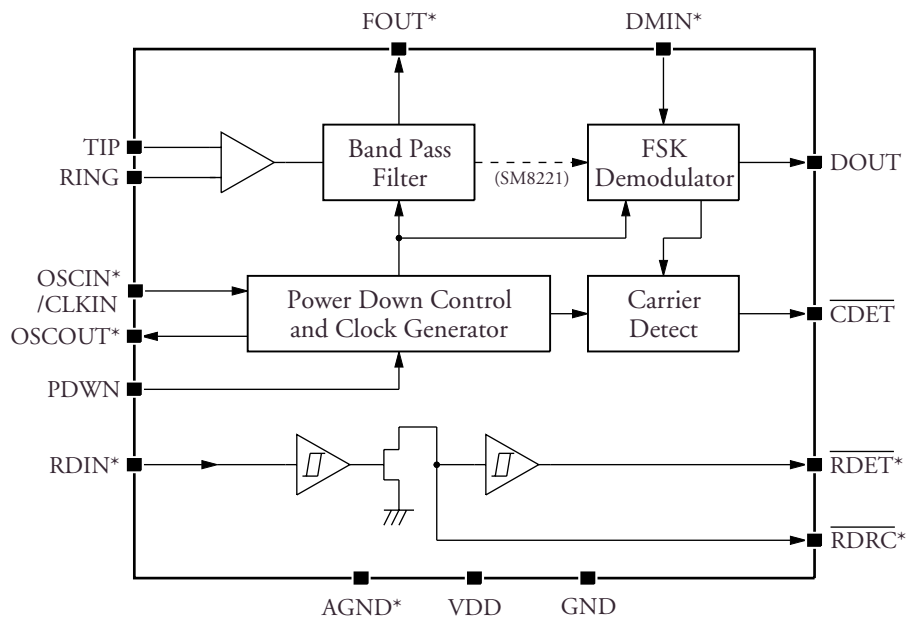 FOUT*
DMIN*
TIP
RING
Band Pass
Filter
(SM8221)
FSK
Demodulator
DOUT
OSCIN*
/CLKIN
OSCOUT*
Power Down Control
and Clock Generator
Carrier
Detect
CDET
PDWN
RDIN*
RDET*
RDRC*
AGND*
VDD
GND